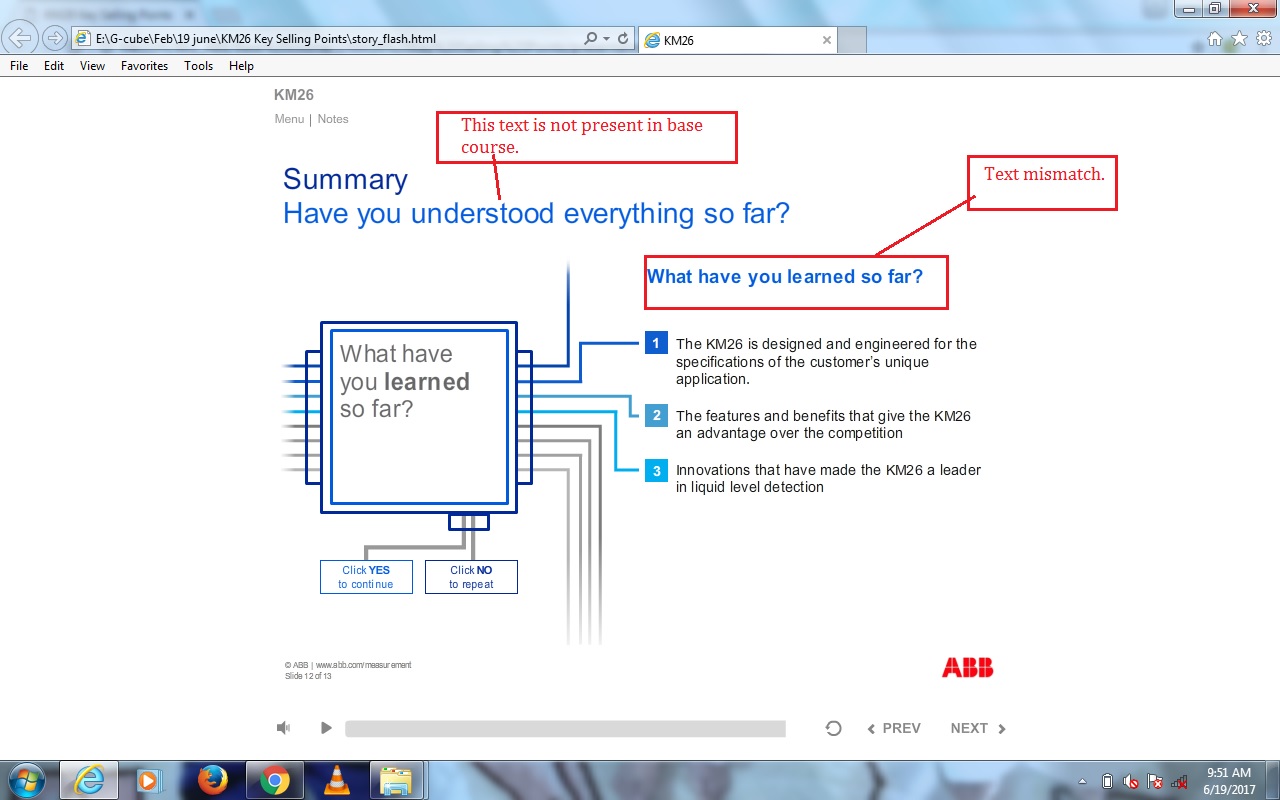 E:\G-cube\Feb\19 june\KM26 Key Selling Points\story_flash.html
KM26
File Edit View Favorites Tools Help
KM26
Menu | Notes
This text is not present in base
course.
Text mismatch.
Summary
Have you understood everything so far?
What have you learned so far?
What have
you learned
so far?
1 The KM26 is designed and engineered for the
specifications of the customer's unique
application.
2 The features and benefits that give the KM26
an advantage over the competition
3 Innovations that have made the KM26 a leader
in liquid level detection
Click YES
to continue
Click NO
to repeat
© ABB | www.abb.com/measurement
Slide 12 of 13
ABB
PREV NEXT
9:51 AM
6/19/2017